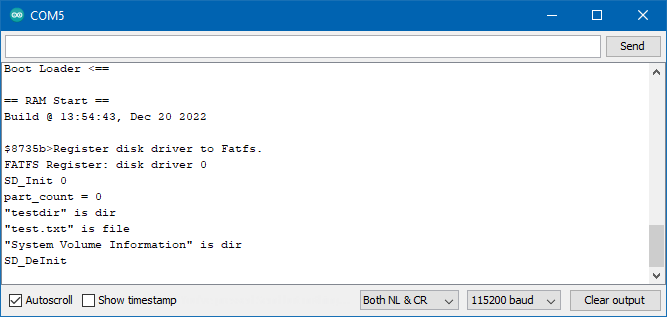 COM5
Send
Boot Loader <==
== RAM Start ==
Build @ 13:54:43, Dec 20 2022
$8735b>Register disk driver to Fatfs.
FATFS Register: disk driver 0
SD_Init 0
part_count = 0
"testdir" is dir
"test.txt" is file
"System Volume Information" is dir
SD_DeInit
Autoscroll Show timestamp Both NL & CR 115200 baud Clear output